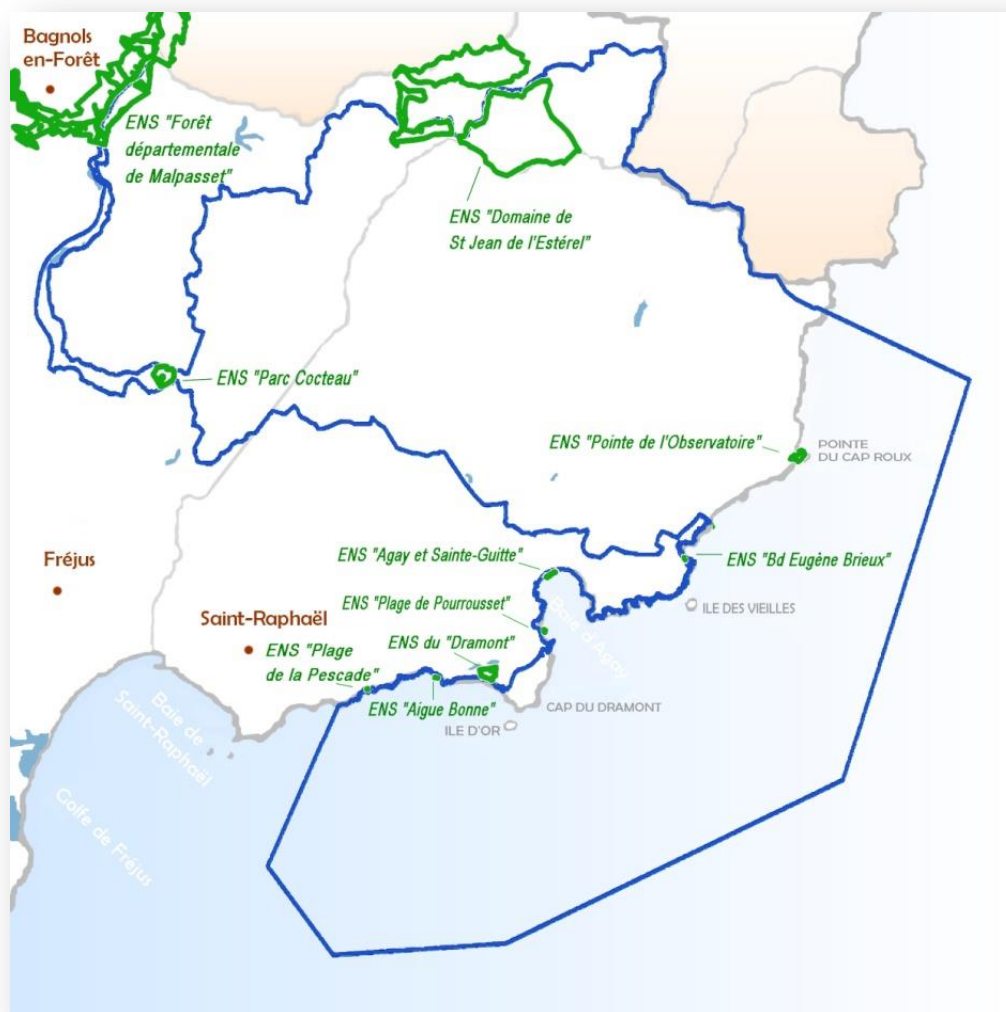 Bagnols
en-Forêt
ENS "Forêt
départementale
de Malpasset"
ENS "Domaine de
St Jean de l'Estérel"
ENS "Parc Cocteau"
ENS "Pointe de l'Observatoire"
POINTE
DU CAP ROUX
Fréjus
ENS "Agay et Sainte-Guitte"
ENS "Bd Eugène Brieux"
ENS "Plage de Pourrousset"
Baie d'Agay
ILE DES VIEILLES
Saint-Raphaël
ENS du "Dramont"
ENS "Plage
de la Pescade"
ENS "Aigue Bonne"
CAP DU DRAMONT
ILE D'OR
Baie de
Saint-Raphaël
Golfe de Fréjus